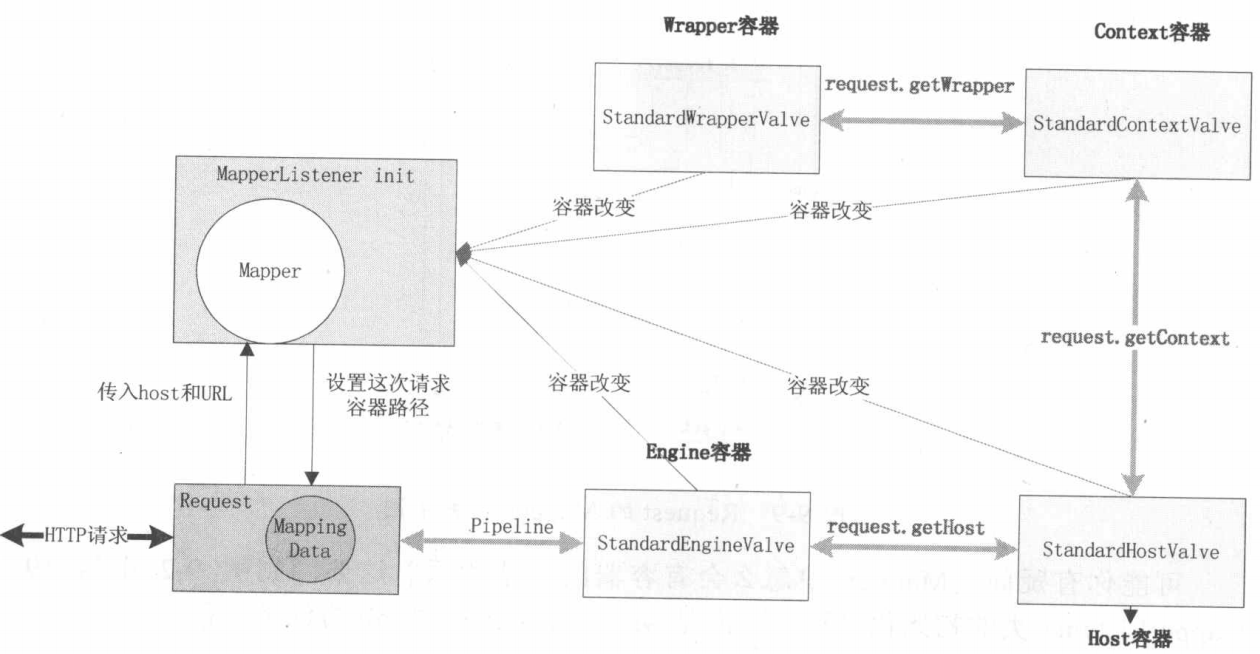 Wrapper容器
Context容器
request.getWrapper
StandardWrapperValve
StandardContextValve
MapperListener init
容器改变
容器改变
Mapper
request.getContext
传入host和URL
设置这次请求
容器路径
容器改变
容器改变
Engine容器
Request
Mapping
Data
HTTP请求
Pipeline
StandardEngineValve
request.getHost
StandardHostValve
Host容器